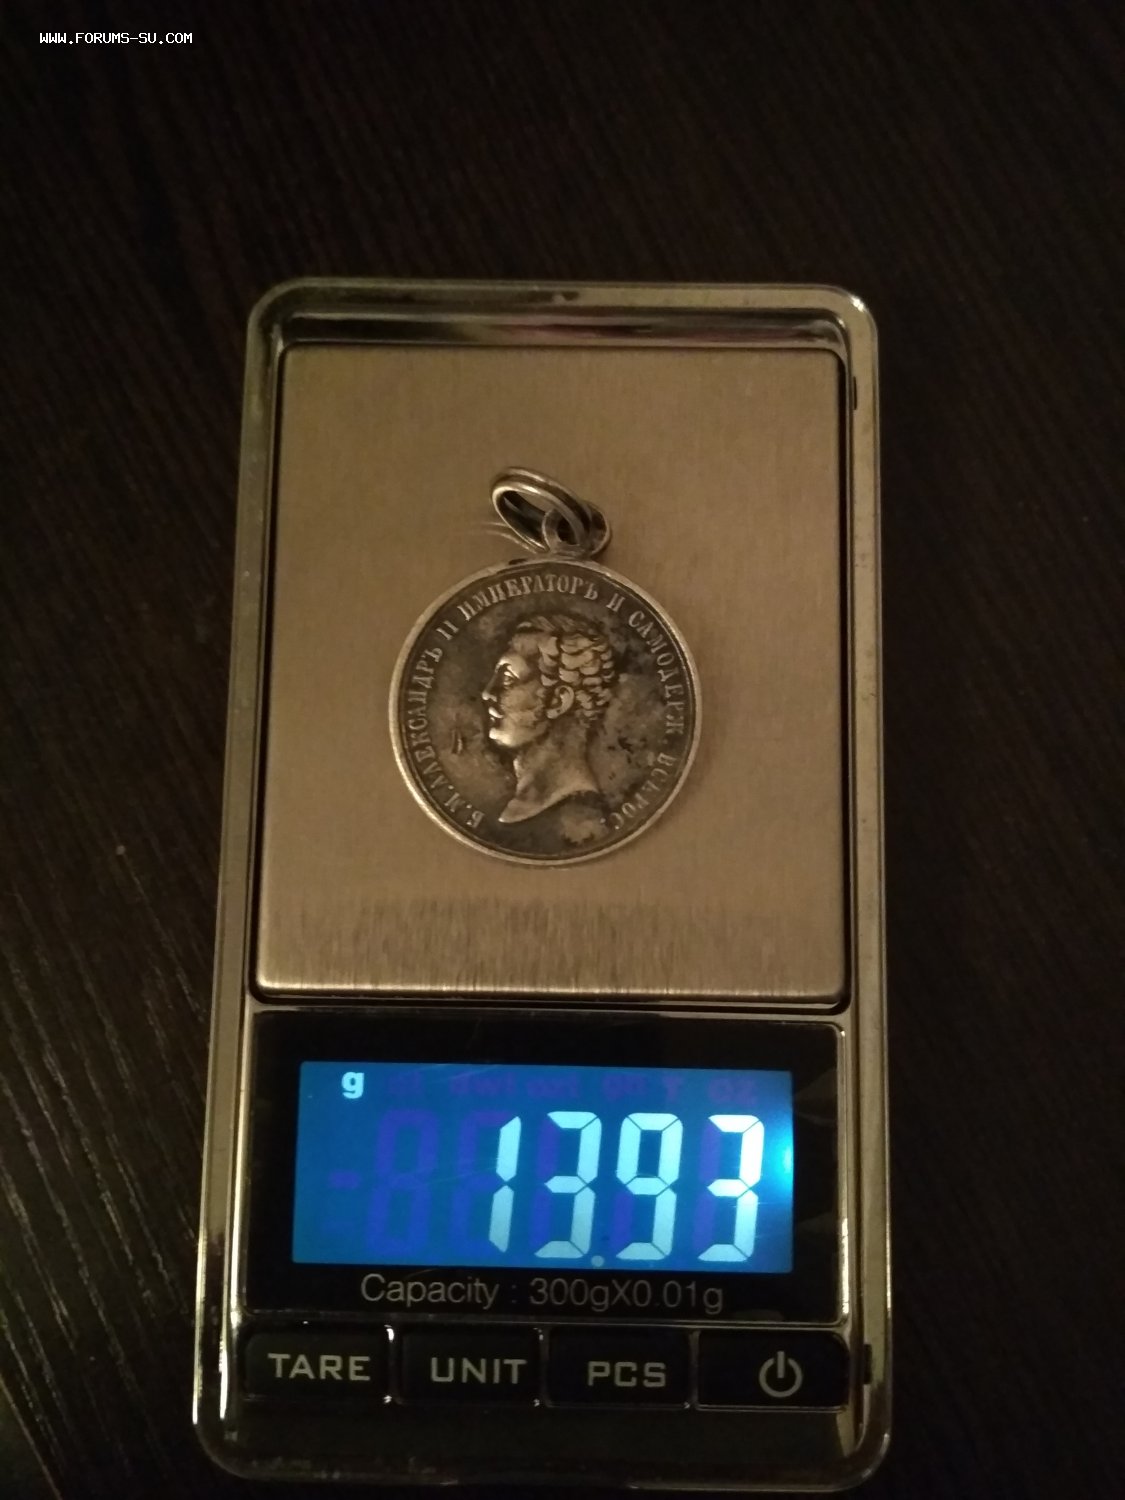 WWW.FORUMS-SU.COM
Б.М.АЛЕКСАНДРЪ II ИМПЕРАТОРЪ И САМОДЕРЖ ВСЕРОС.
g
13.93
Capacity : 300gX0.01g
TARE UNIT PCS